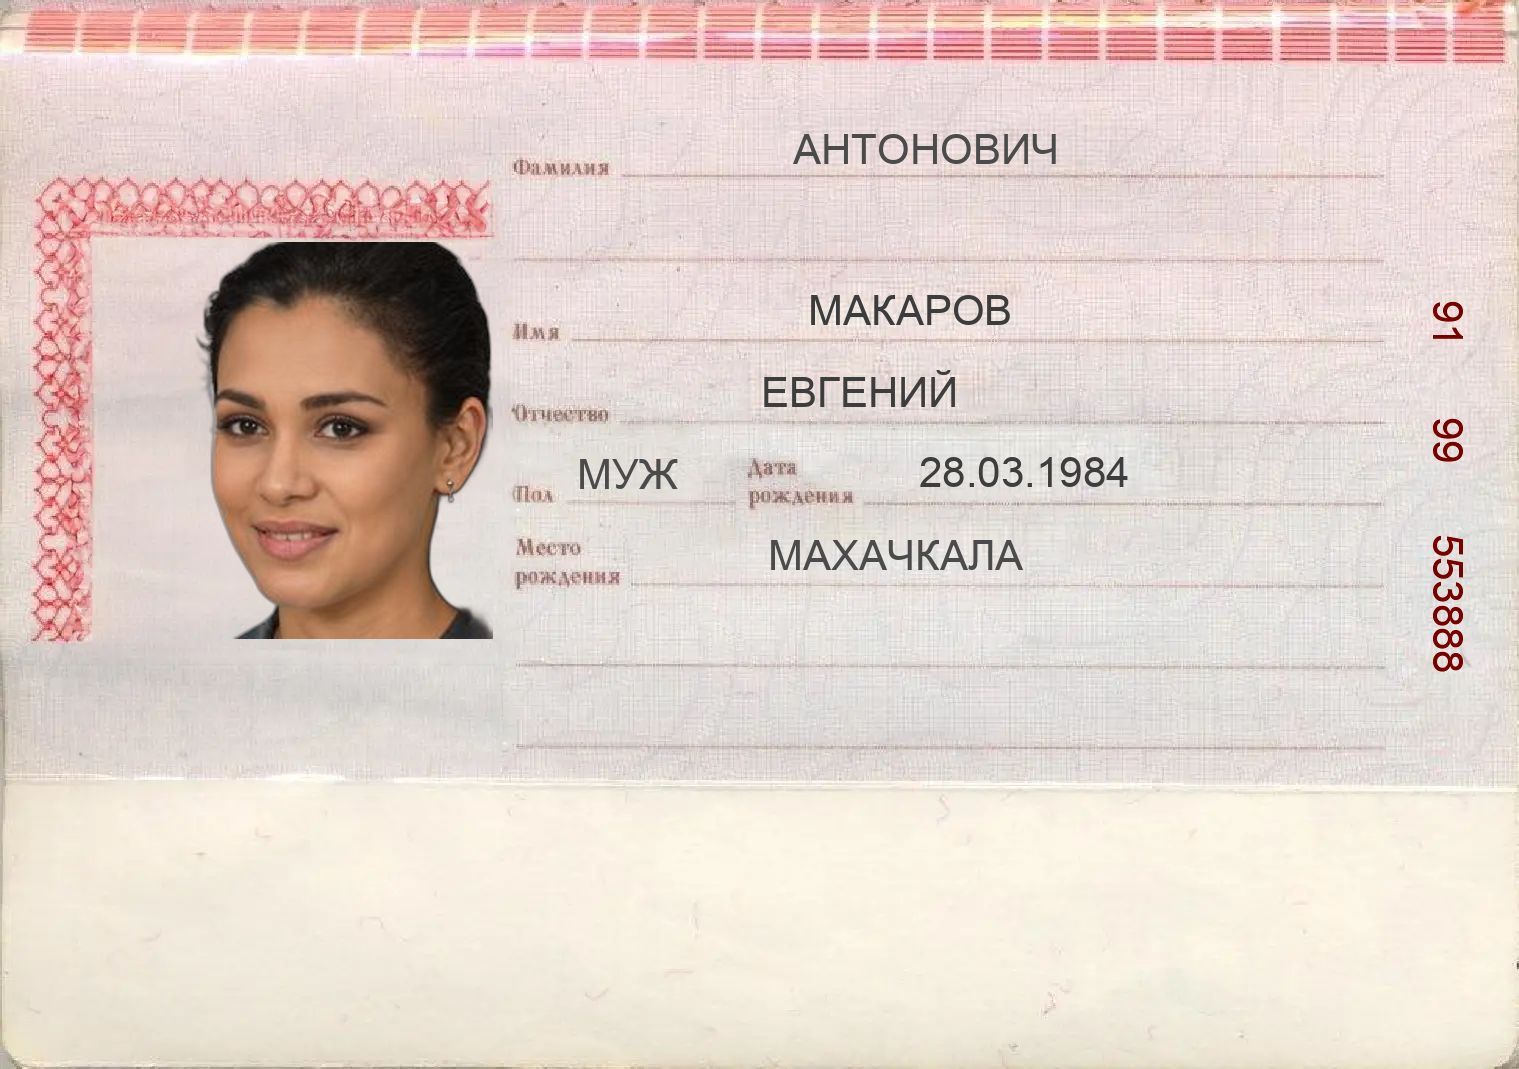 Фамилия АНТОНОВИЧ
Имя МАКАРОВ
Отчество ЕВГЕНИЙ
Пол МУЖ Дата рождения 28.03.1984
Место рождения МАХАЧКАЛА
91 99 553888